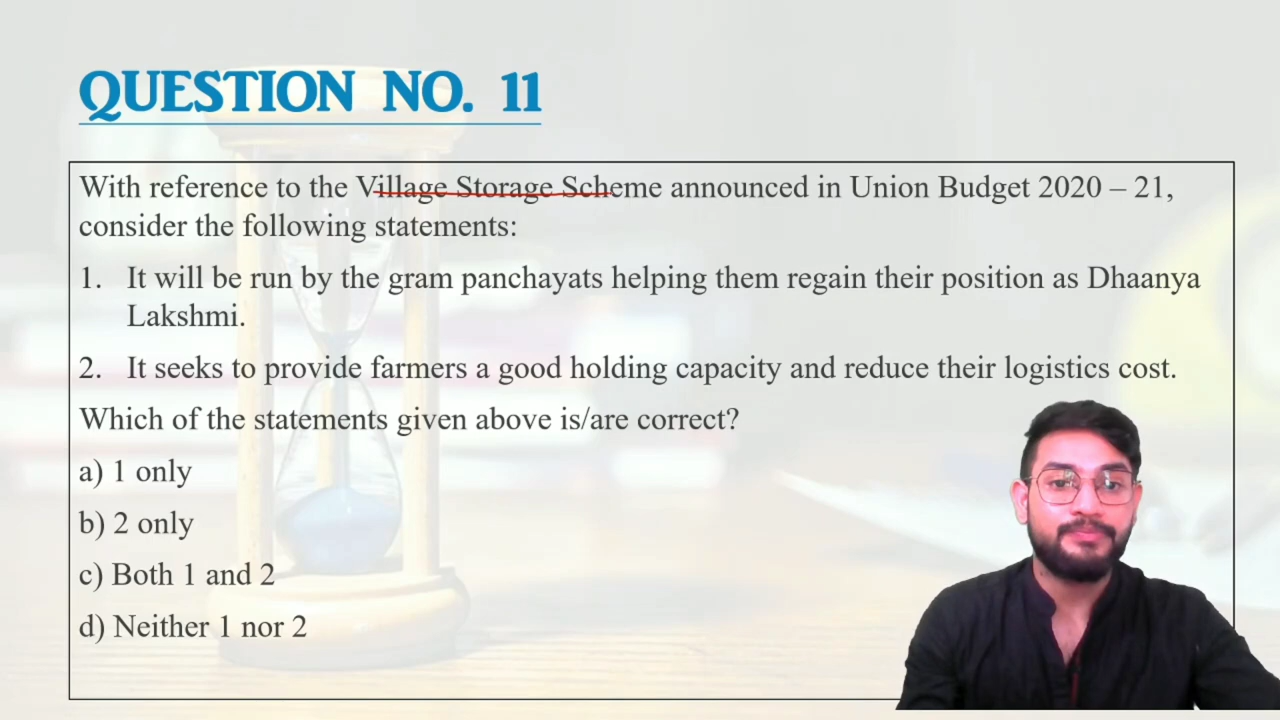 QUESTION NO. 11
With reference to the Village Storage Scheme announced in Union Budget 2020 – 21,
consider the following statements:
1. It will be run by the gram panchayats helping them regain their position as Dhaanya
Lakshmi.
2. It seeks to provide farmers a good holding capacity and reduce their logistics cost.
Which of the statements given above is/are correct?
a) 1 only
b) 2 only
c) Both 1 and 2
d) Neither 1 nor 2